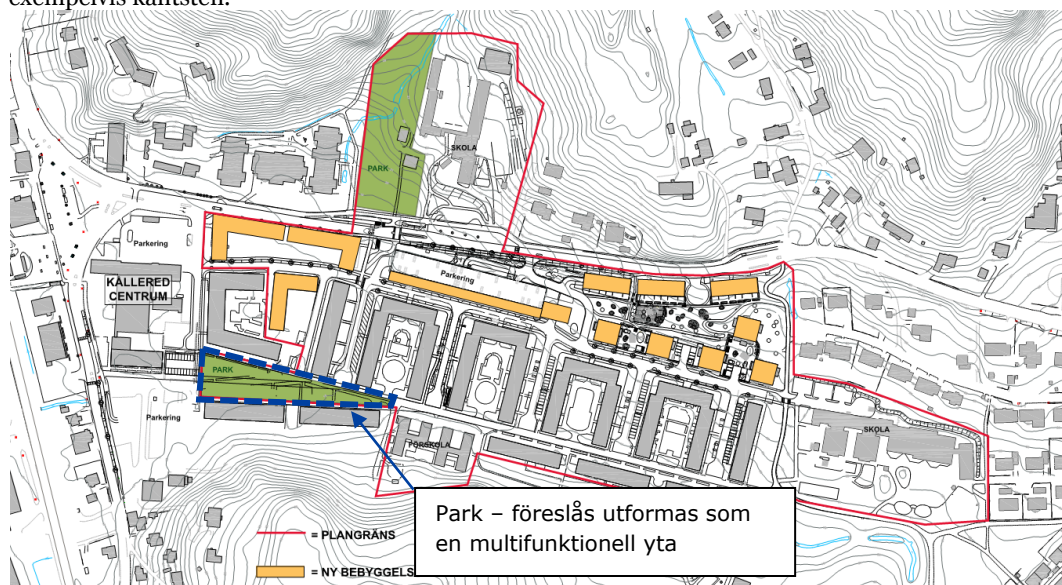 exempelvis kantsten.
PARK
SKOLA
Parkering
Parkering
KÅLLERED
CENTRUM
PARK
Parkering
SKOLA
FÖRSKOLA
Park – föreslås utformas som
en multifunktionell yta
= PLANGRÄNS
= NY BEBYGGELS